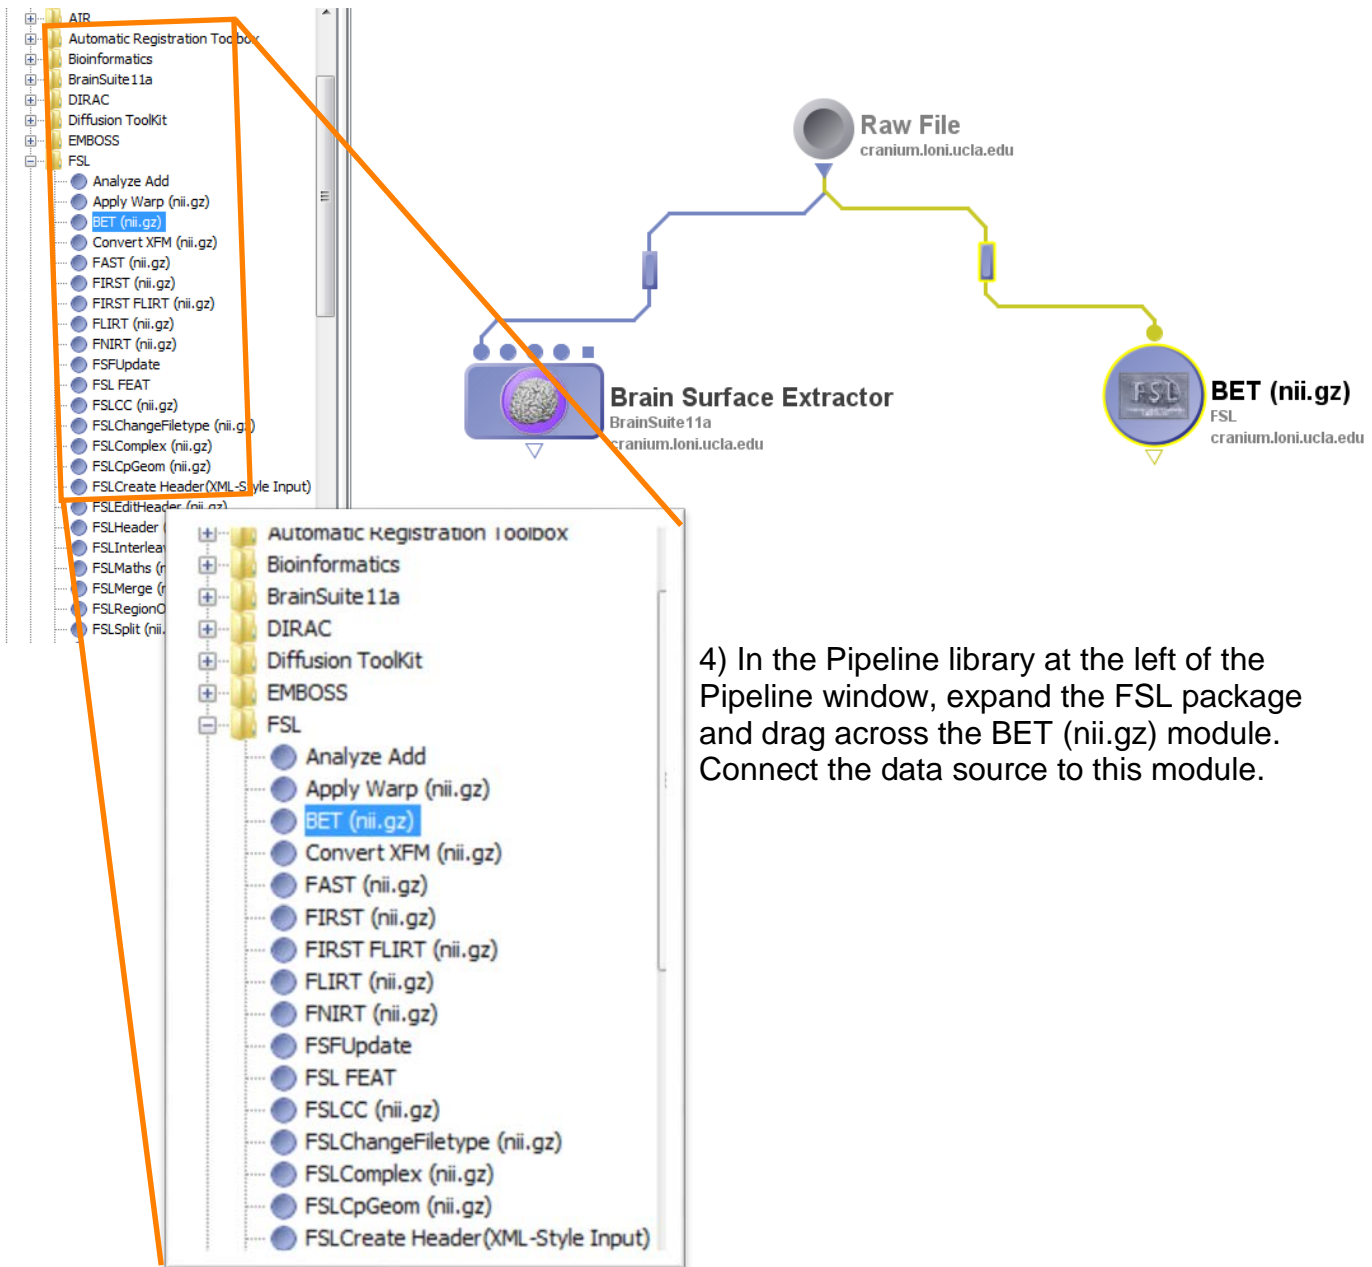 AIR
Automatic Registration Toolbox
Bioinformatics
BrainSuite11a
DIRAC
Diffusion ToolKit
EMBOSS
FSL
Analyze Add
Apply Warp (nii.gz)
BET (nii.gz)
Convert XFM (nii.gz)
FAST (nii.gz)
FIRST (nii.gz)
FIRST FLIRT (nii.gz)
FLIRT (nii.gz)
FNIRT (nii.gz)
FSFUpdate
FSL FEAT
FSLCC (nii.gz)
FSLChangeFiletype (nii.gz)
FSLComplex (nii.gz)
FSLCpGeom (nii.gz)
FSLCreate Header(XML-Style Input)
FSLEditHeader (nii.gz)
FSLHeader (
FSLInterleav
FSLMaths (n
FSLMerge (n
FSLRegionO
FSLSplit (nii.
Raw File
cranium.loni.ucla.edu
Brain Surface Extractor
BrainSuite11a
cranium.loni.ucla.edu
FSL
BET (nii.gz)
FSL
cranium.loni.ucla.edu
Automatic Registration Toolbox
Bioinformatics
BrainSuite11a
DIRAC
Diffusion ToolKit
EMBOSS
FSL
Analyze Add
Apply Warp (nii.gz)
BET (nii.gz)
Convert XFM (nii.gz)
FAST (nii.gz)
FIRST (nii.gz)
FIRST FLIRT (nii.gz)
FLIRT (nii.gz)
FNIRT (nii.gz)
FSFUpdate
FSL FEAT
FSLCC (nii.gz)
FSLChangeFiletype (nii.gz)
FSLComplex (nii.gz)
FSLCpGeom (nii.gz)
FSLCreate Header(XML-Style Input)
4) In the Pipeline library at the left of the
Pipeline window, expand the FSL package
and drag across the BET (nii.gz) module.
Connect the data source to this module.